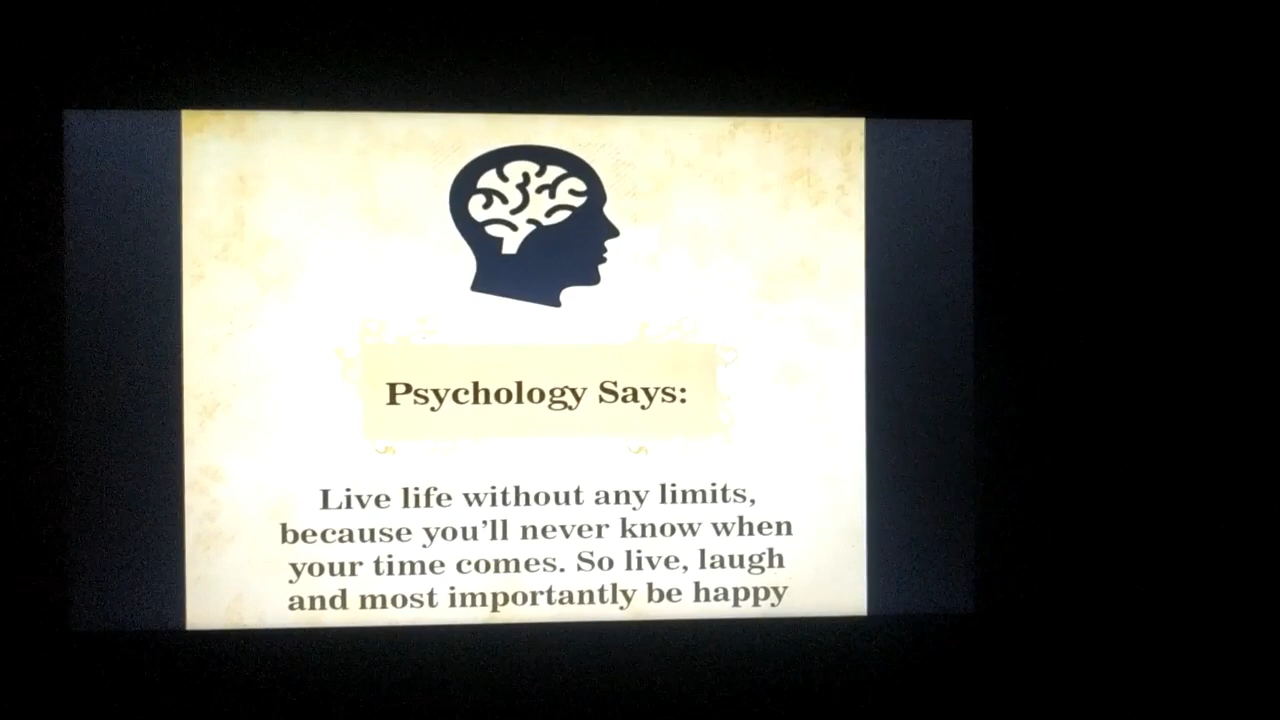 Psychology Says:
Live life without any limits,
because you'll never know when
your time comes. So live, laugh
and most importantly be happy